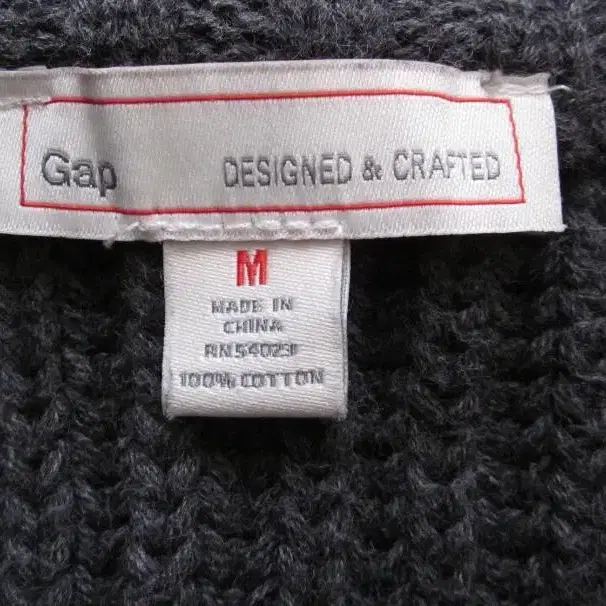 Gap DESIGNED & CRAFTED
M
MADE IN
CHINA
RN54023
100% COTTON